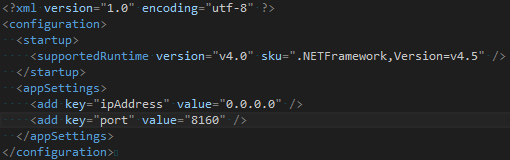 <?xml version="1.0" encoding="utf-8" ?>
<configuration>
  <startup>
    <supportedRuntime version="v4.0" sku=".NETFramework,Version=v4.5" />
  </startup>
  <appSettings>
    <add key="ipAddress" value="0.0.0.0" />
    <add key="port" value="8160" />
  </appSettings>
</configuration>